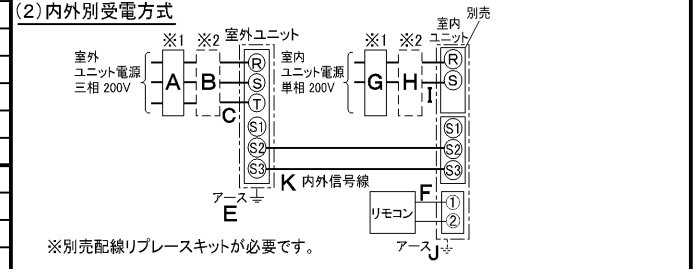 (2)内外別受電方式
別売
※1 ※2 室外ユニット
※1 ※2 室内ユニット
室外
ユニット電源
三相 200V
A B R S T
C
室内
ユニット電源
単相 200V
G H R S
I
S1 S2 S3
S1 S2 S3
K 内外信号線
アース
E
リモコン F ① ②
アース J
※別売配線リプレースキットが必要です。